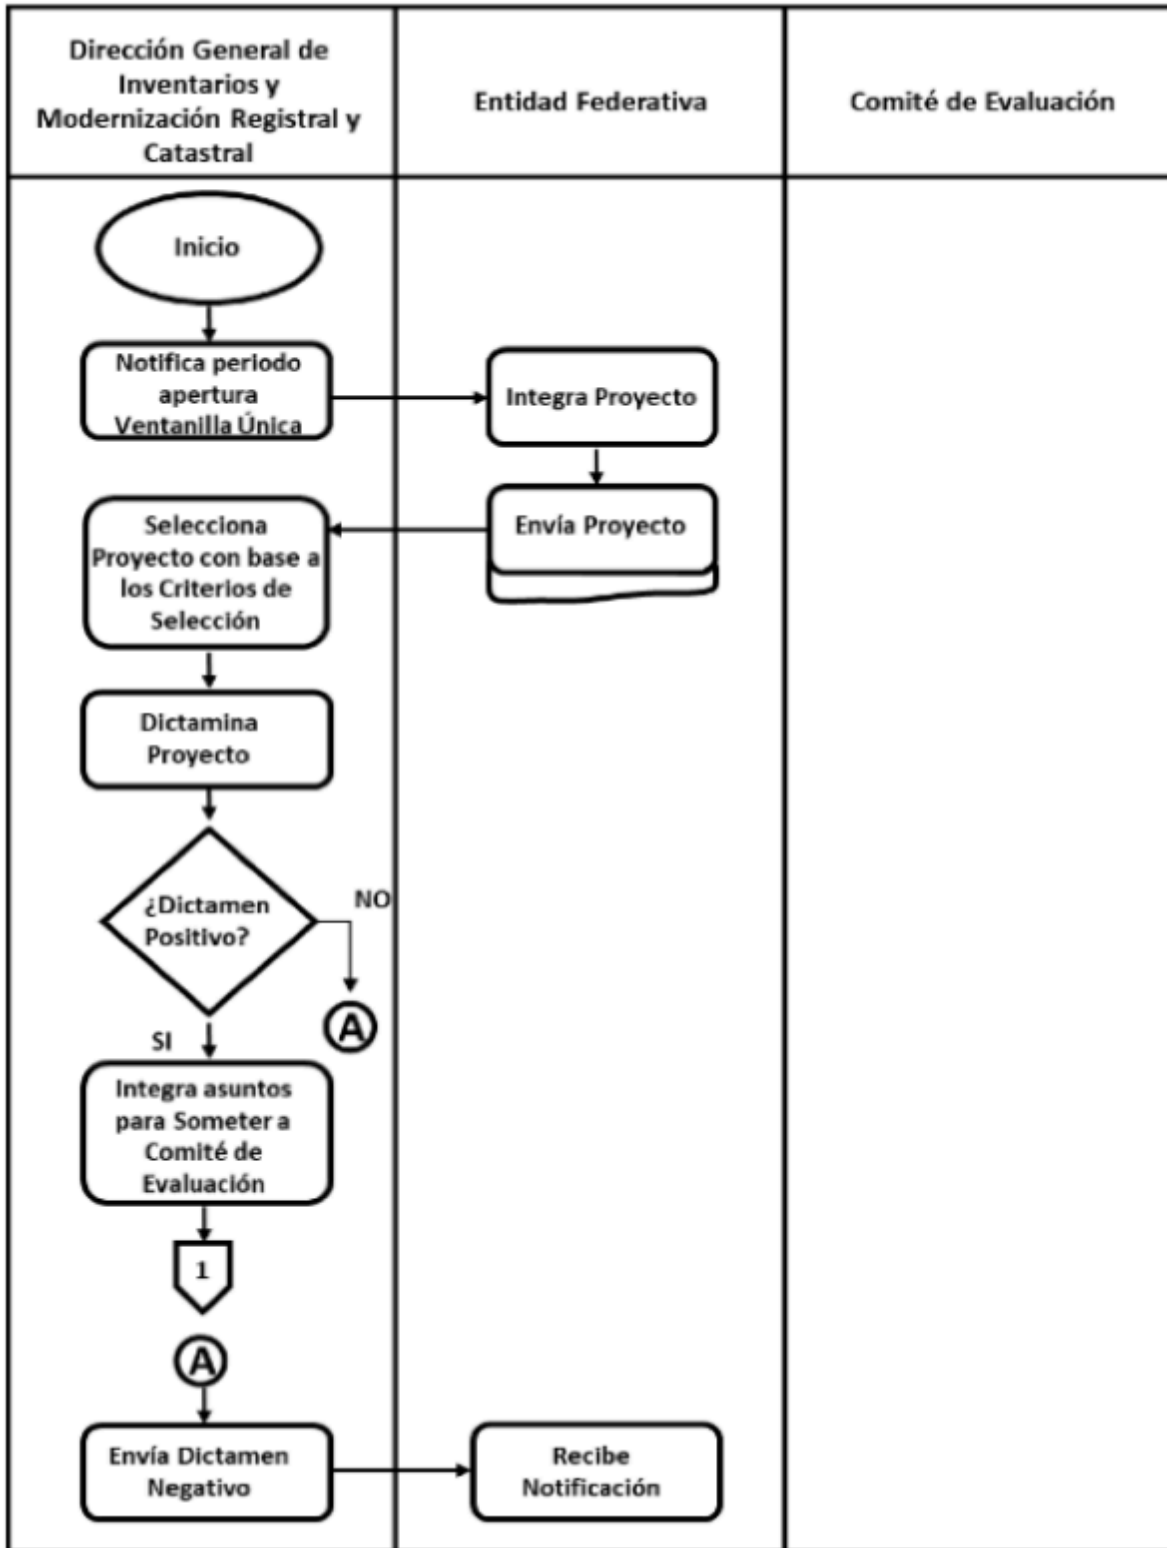 Dirección General de
Inventarios y
Modernización Registral y
Catastral
Entidad Federativa
Comité de Evaluación
Inicio
Notifica periodo
apertura
Ventanilla Única
Integra Proyecto
Envía Proyecto
Selecciona
Proyecto con base a
los Criterios de
Selección
Dictamina
Proyecto
¿Dictamen
Positivo?
NO
A
SI
Integra asuntos
para Someter a
Comité de
Evaluación
1
A
Envía Dictamen
Negativo
Recibe
Notificación